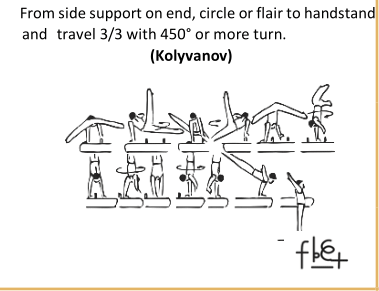 From side support on end, circle or flair to handstand
and travel 3/3 with 450° or more turn.
(Kolyvanov)